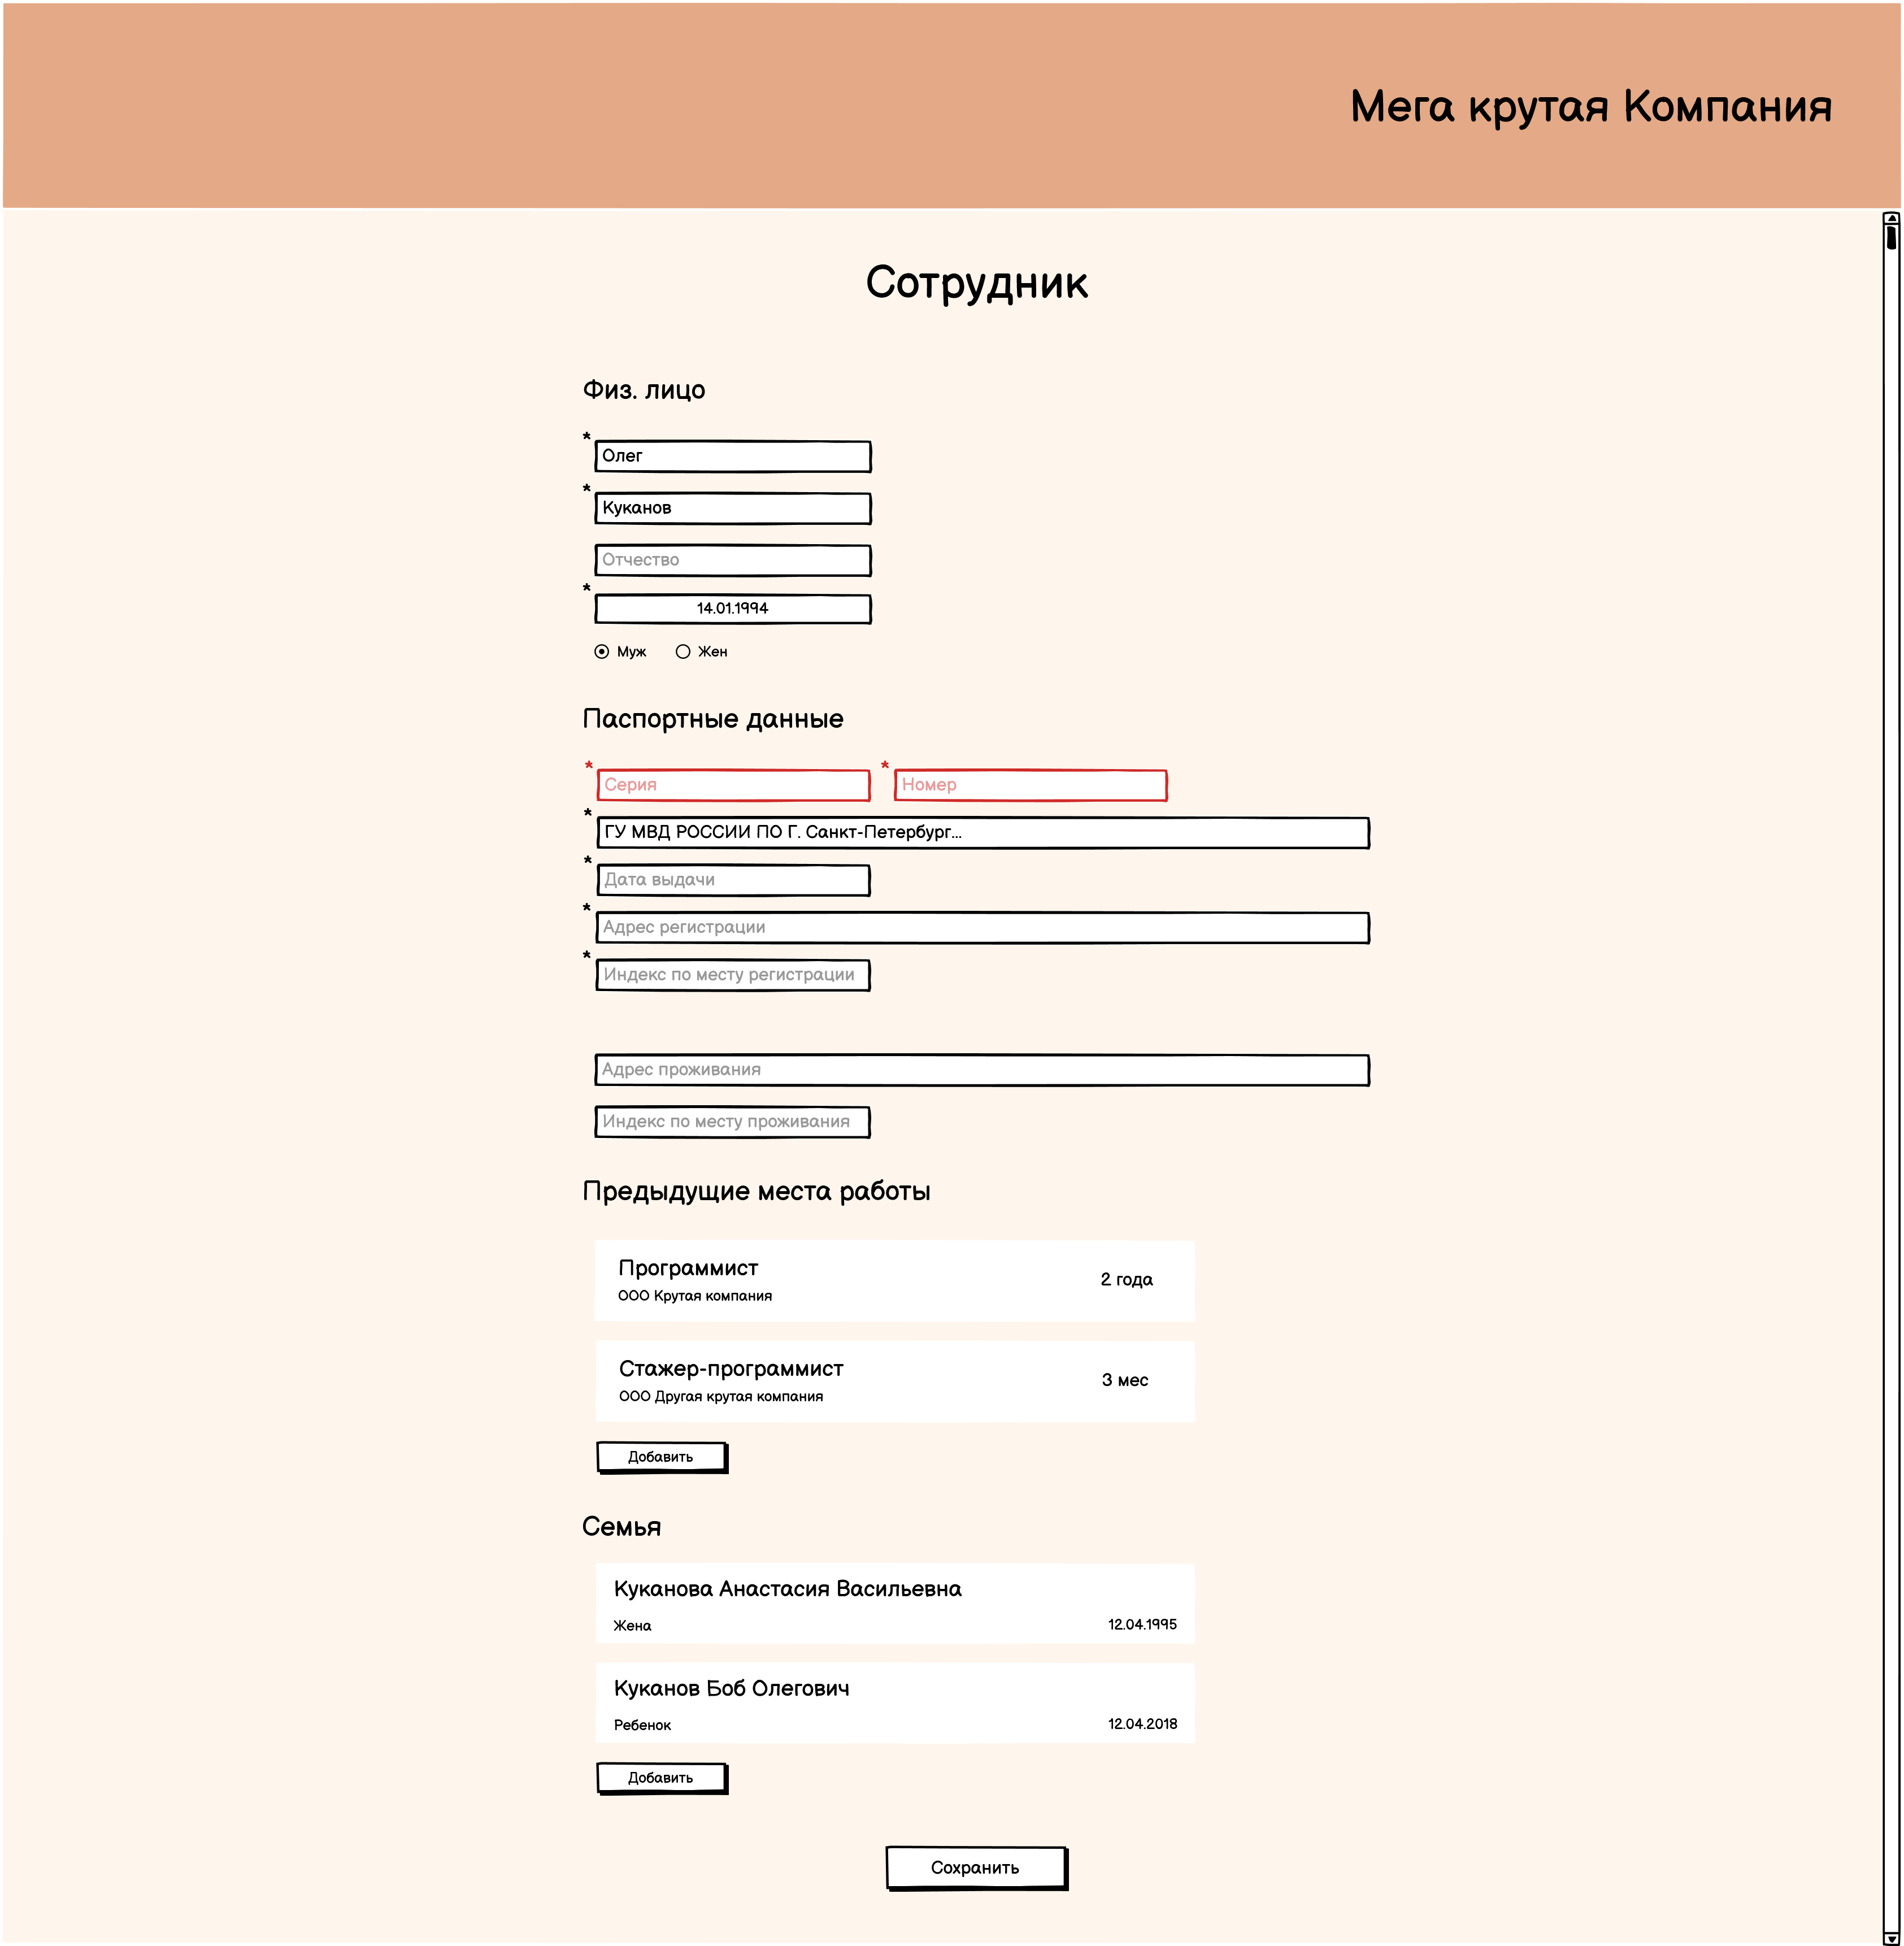 Мега крутая Компания
Сотрудник
Физ. лицо
*
Олег
*
Куканов
Отчество
*
14.01.1994
Муж Жен
Паспортные данные
* *
Серия Номер
*
ГУ МВД РОССИИ ПО Г. Санкт-Петербург...
*
Дата выдачи
*
Адрес регистрации
*
Индекс по месту регистрации
Адрес проживания
Индекс по месту проживания
Предыдущие места работы
Программист
2 года
ООО Крутая компания
Стажер-программист
3 мес
ООО Другая крутая компания
Добавить
Семья
Куканова Анастасия Васильевна
Жена 12.04.1995
Куканов Боб Олегович
Ребенок 12.04.2018
Добавить
Сохранить